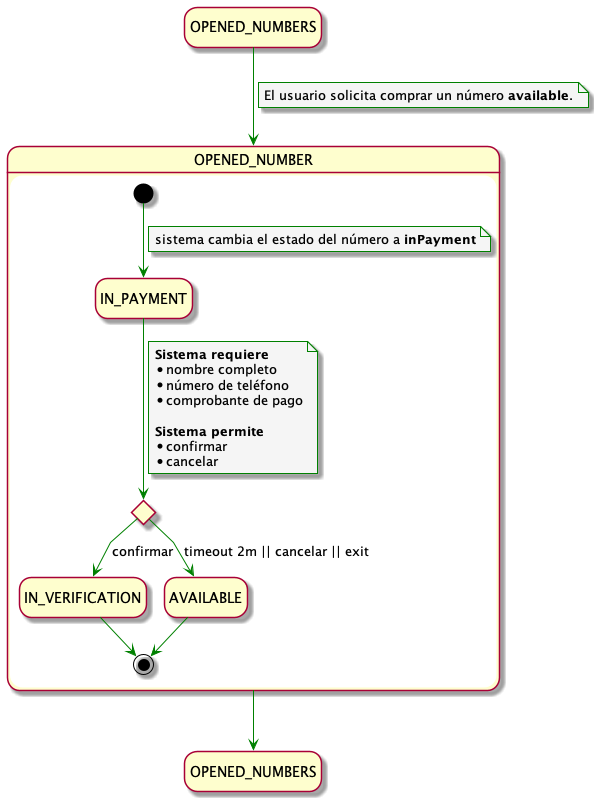 OPENED_NUMBERS
El usuario solicita comprar un número available.
OPENED_NUMBER
sistema cambia el estado del número a inPayment
IN_PAYMENT
Sistema requiere
• nombre completo
• número de teléfono
• comprobante de pago
Sistema permite
• confirmar
• cancelar
confirmar
timeout 2m || cancelar || exit
IN_VERIFICATION
AVAILABLE
OPENED_NUMBERS